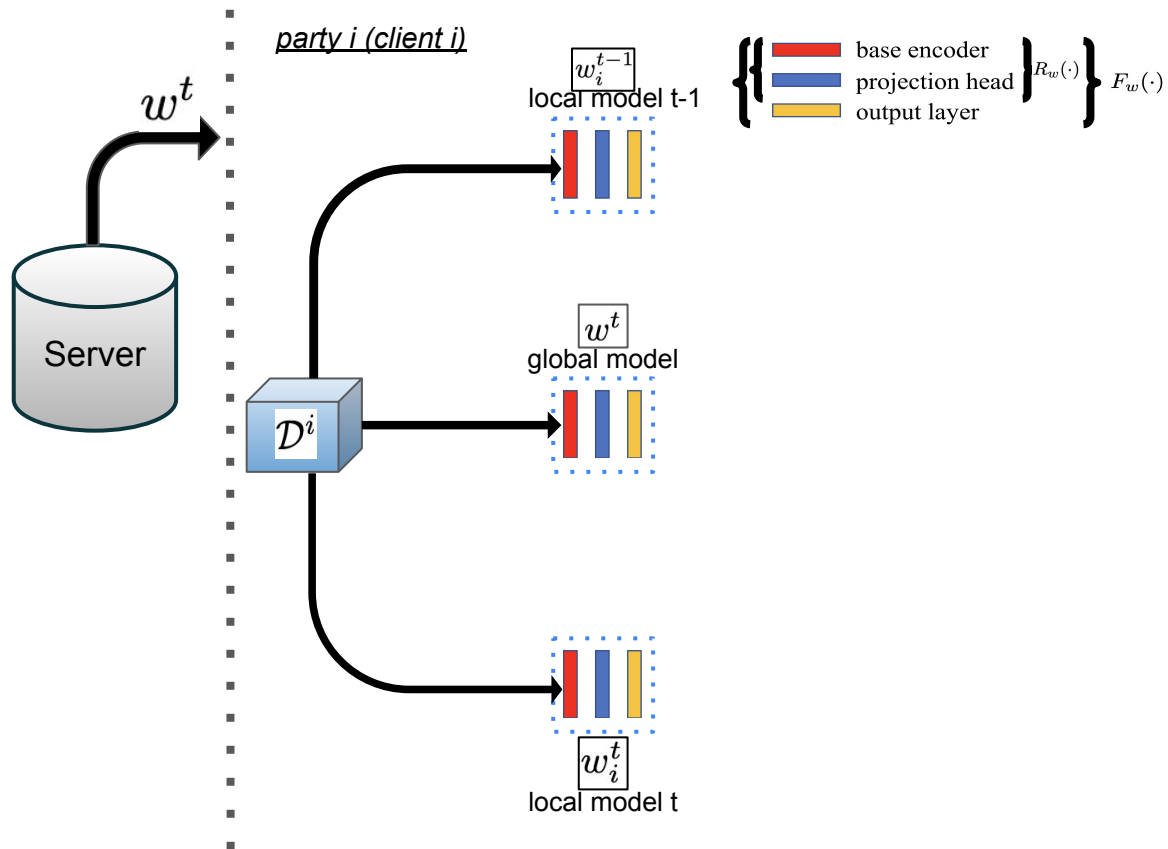 party i (client i)
w^t
Server
𝒟^i
w_i^{t−1}
local model t-1
w^t
global model
w_i^t
local model t
base encoder
projection head
output layer
R_w(·)
F_w(·)